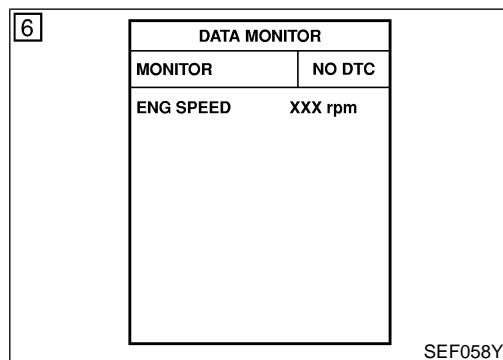 6
DATA MONITOR
MONITOR NO DTC
ENG SPEED XXX rpm
SEF058Y